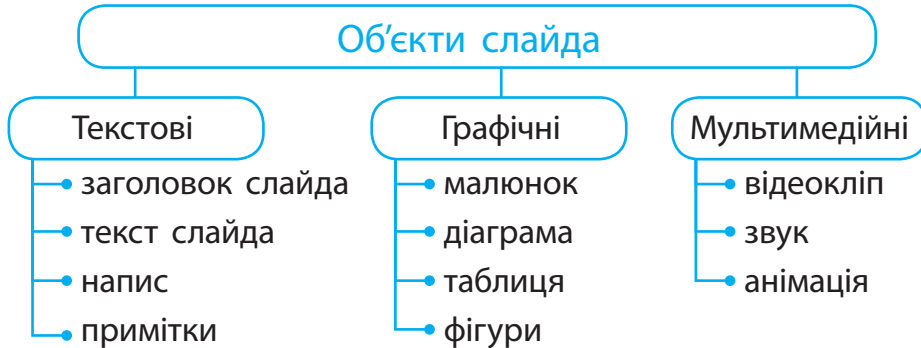 Об’єкти слайда
Текстові
заголовок слайда
текст слайда
напис
примітки
Графічні
малюнок
діаграма
таблиця
фігури
Мультимедійні
відеокліп
звук
анімація